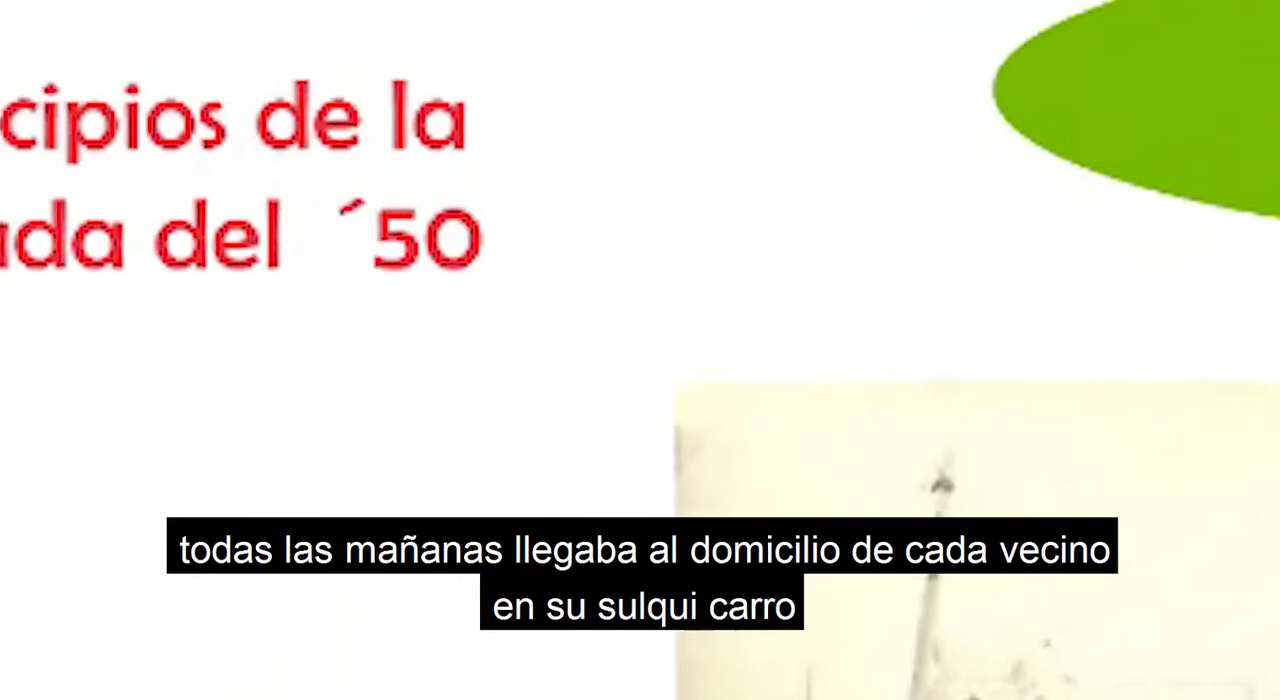 cipios de la
ada del ´50
todas las mañanas llegaba al domicilio de cada vecino
en su sulqui carro